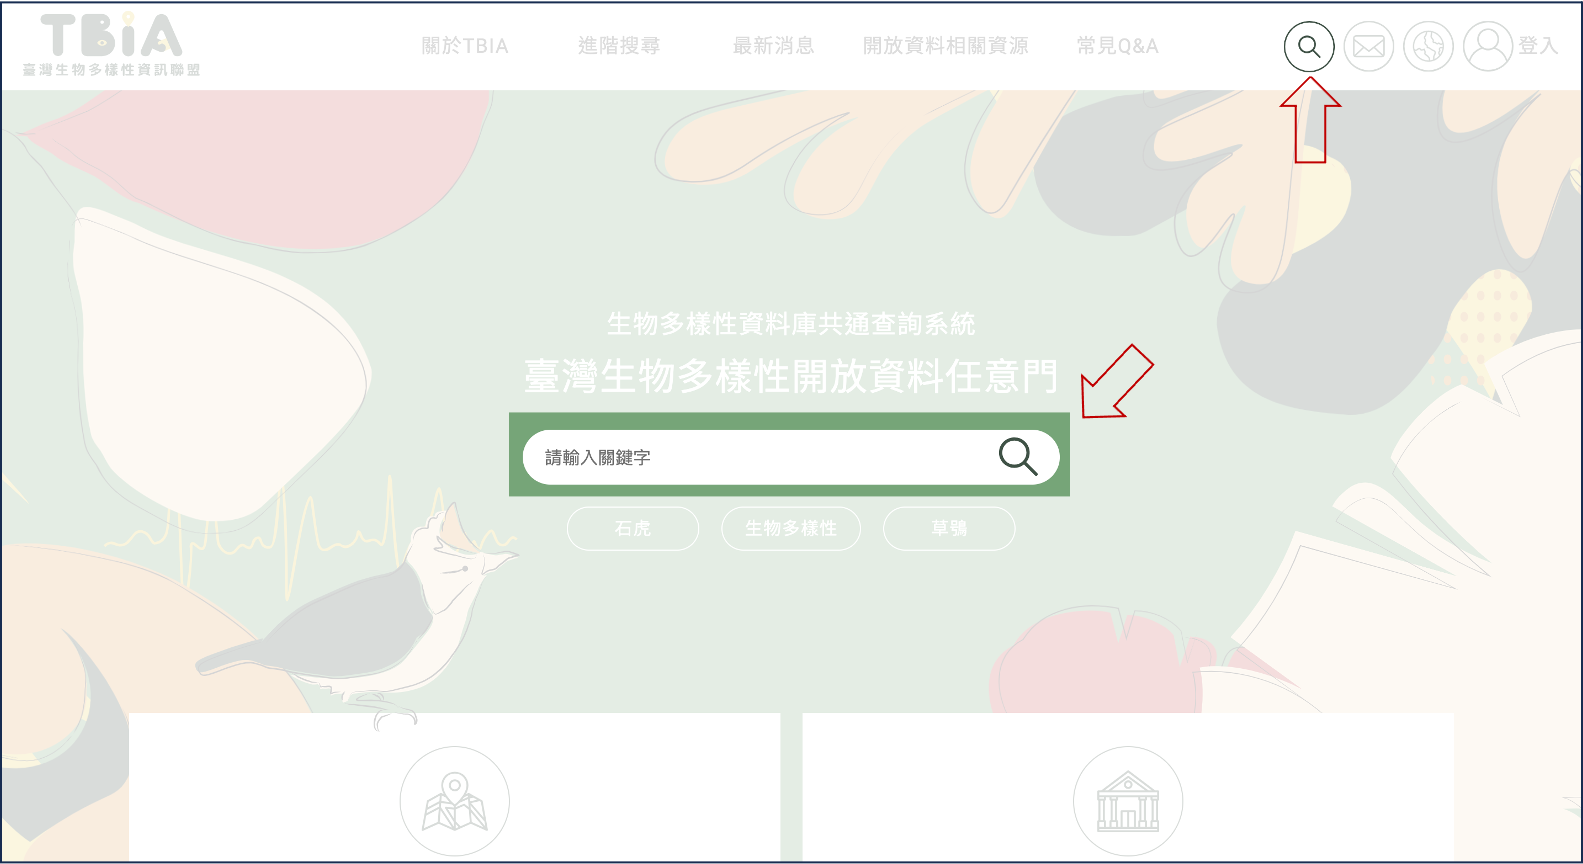 TBiA
臺灣生物多樣性資訊聯盟
關於TBIA 進階搜尋 最新消息 開放資料相關資源 常見Q&A 登入
生物多樣性資料庫共通查詢系統
臺灣生物多樣性開放資料任意門
請輸入關鍵字
石虎 生物多樣性 草鴞